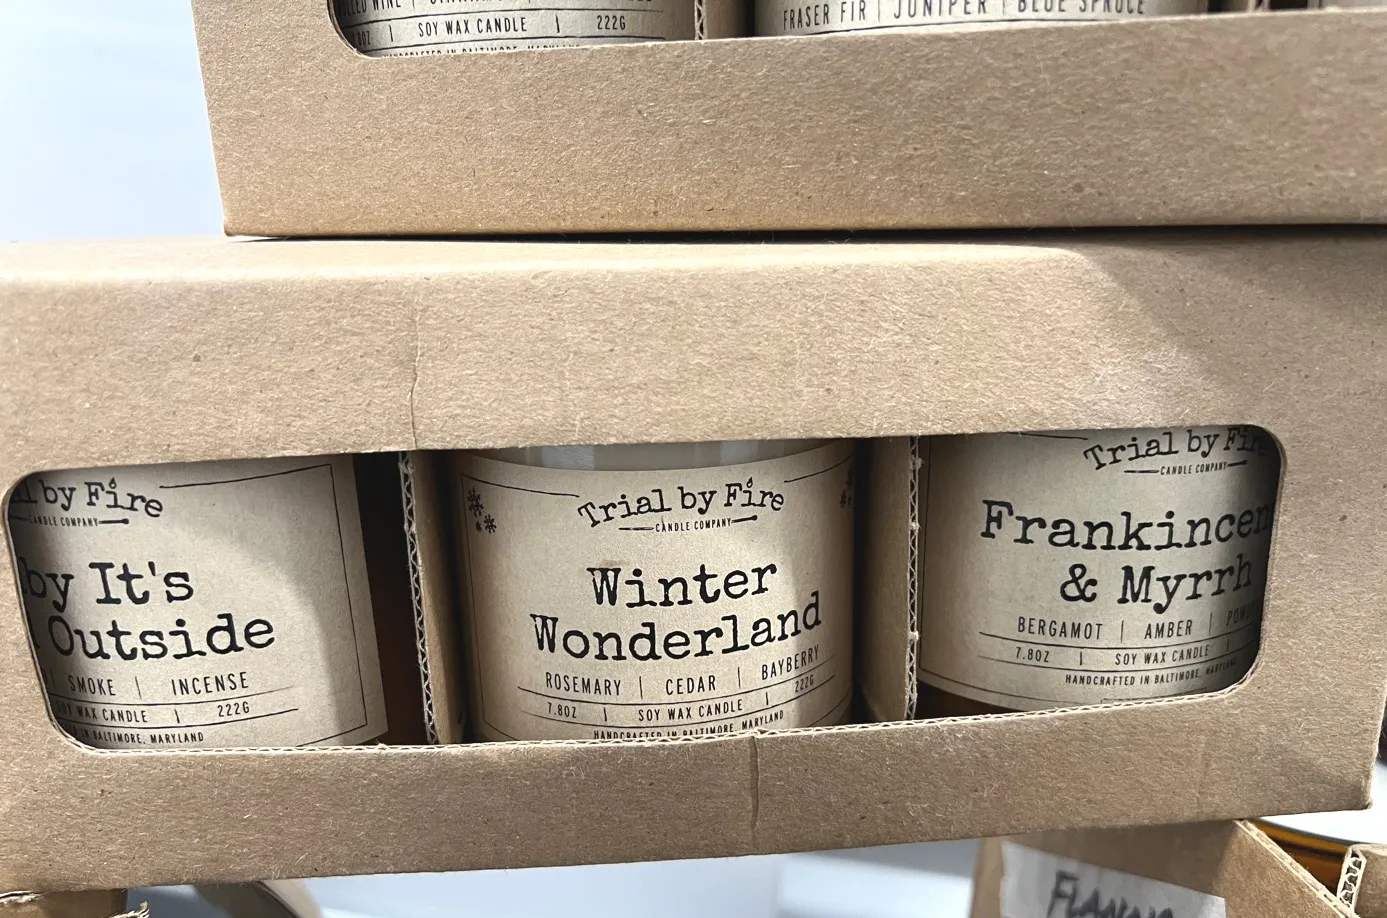 WINE |
SOY WAX CANDLE | 222G
FRASER FIR | JUNIPER | BLUE SPRUCE
by Fire
CANDLE COMPANY
by It's
Outside
SMOKE | INCENSE
WAX CANDLE | 222G
IN BALTIMORE, MARYLAND
Trial by Fire
CANDLE COMPANY
Winter
Wonderland
ROSEMARY | CEDAR | BAYBERRY
7.8OZ | SOY WAX CANDLE | 222G
HANDCRAFTED IN BALTIMORE, MARYLAND
Trial by Fire
CANDLE COMPANY
Frankincen
& Myrrh
BERGAMOT | AMBER |
7.8OZ | SOY WAX CANDLE |
HANDCRAFTED IN BALTIMORE, MARYLAND